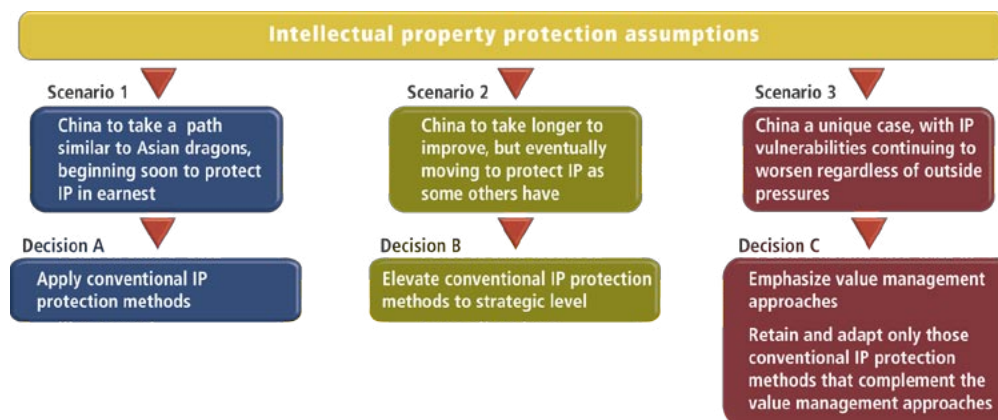 Intellectual property protection assumptions
Scenario 1
China to take a path
similar to Asian dragons,
beginning soon to protect
IP in earnest
Decision A
Apply conventional IP
protection methods
Scenario 2
China to take longer to
improve, but eventually
moving to protect IP as
some others have
Decision B
Elevate conventional IP protection
methods to strategic level
Scenario 3
China a unique case, with IP
vulnerabilities continuing to
worsen regardless of outside
pressures
Decision C
Emphasize value management
approaches
Retain and adapt only those
conventional IP protection
methods that complement the
value management approaches